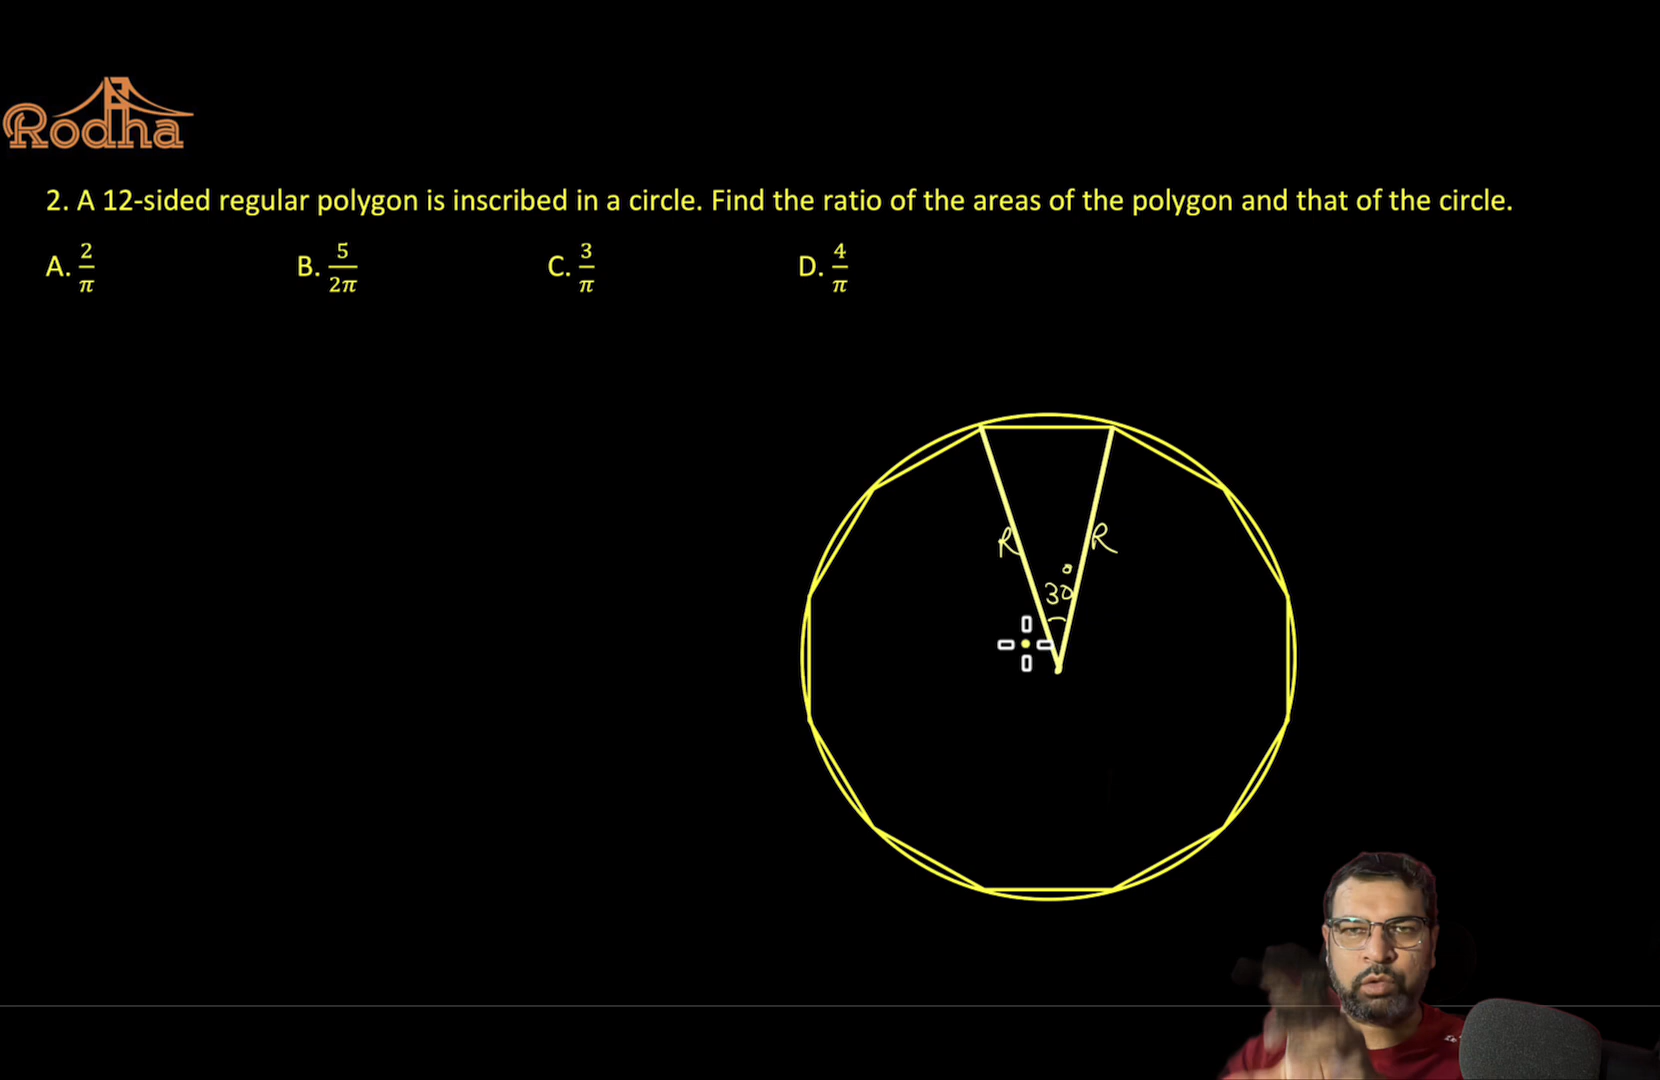 Rodha
2. A 12-sided regular polygon is inscribed in a circle. Find the ratio of the areas of the polygon and that of the circle.
A. 2/π B. 5/2π C. 3/π D. 4/π
R R
30°